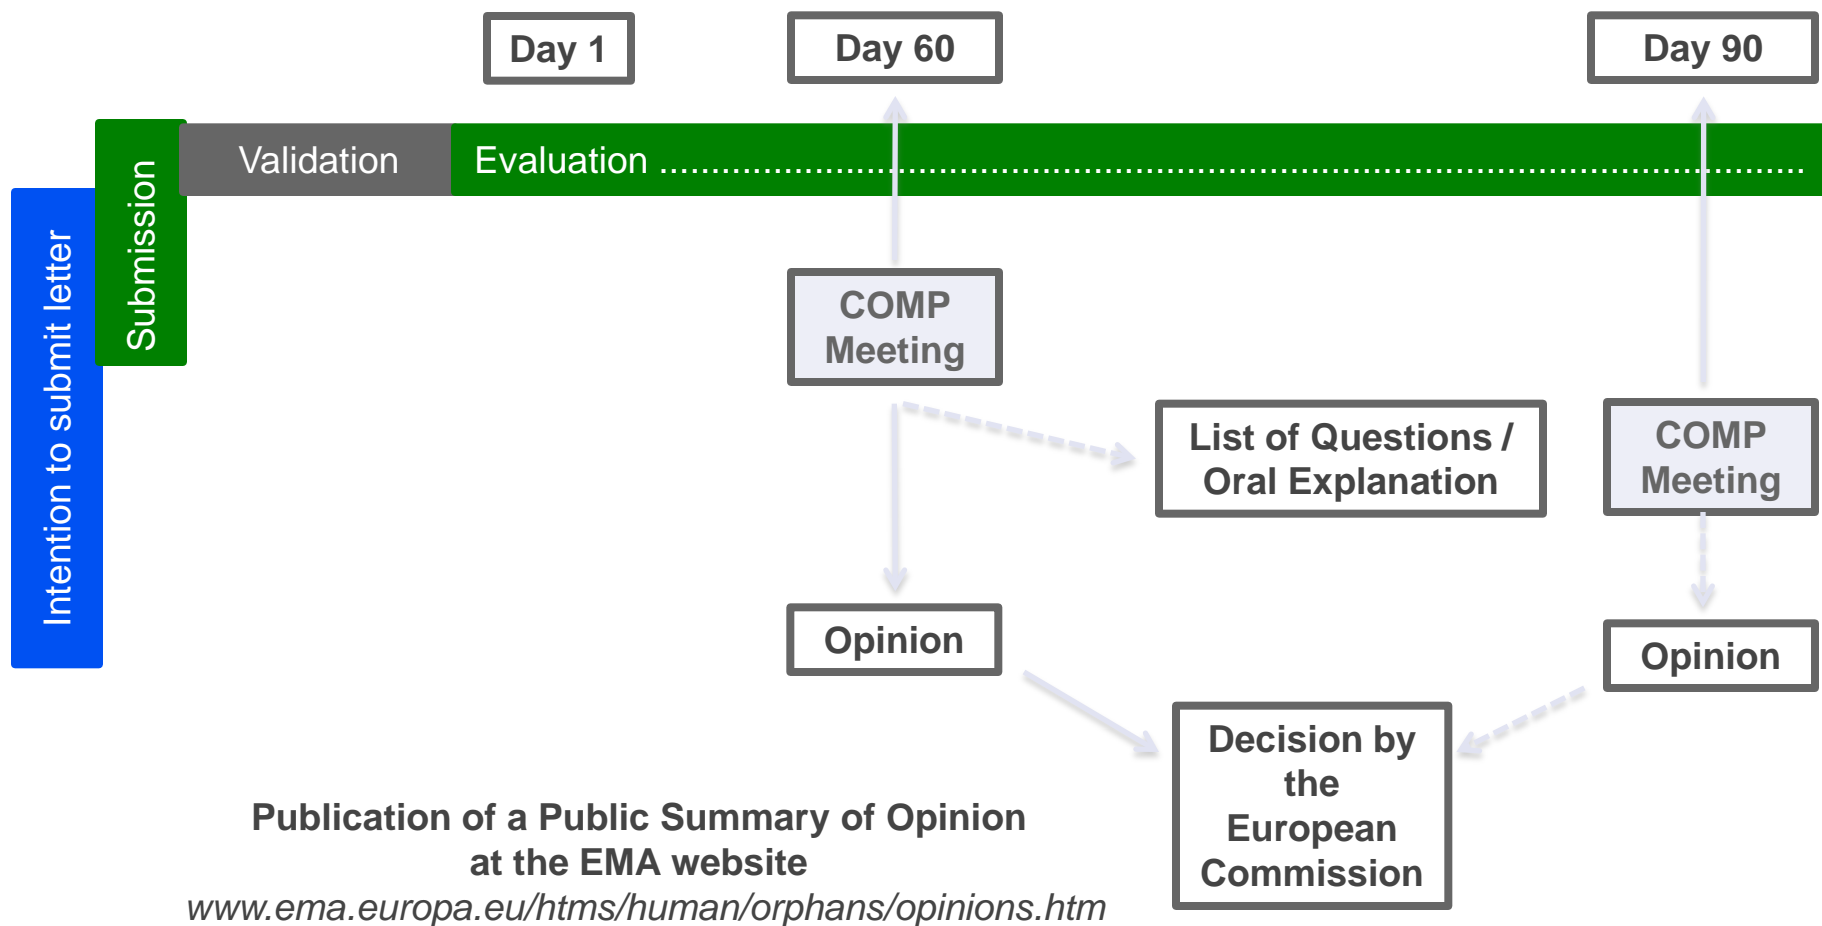 Day 1
Day 60
Day 90
Validation
Evaluation ....................................................................................................
Submission
Intention to submit letter
COMP
Meeting
List of Questions /
Oral Explanation
COMP
Meeting
Opinion
Opinion
Decision by
the
European
Commission
Publication of a Public Summary of Opinion
at the EMA website
www.ema.europa.eu/htms/human/orphans/opinions.htm